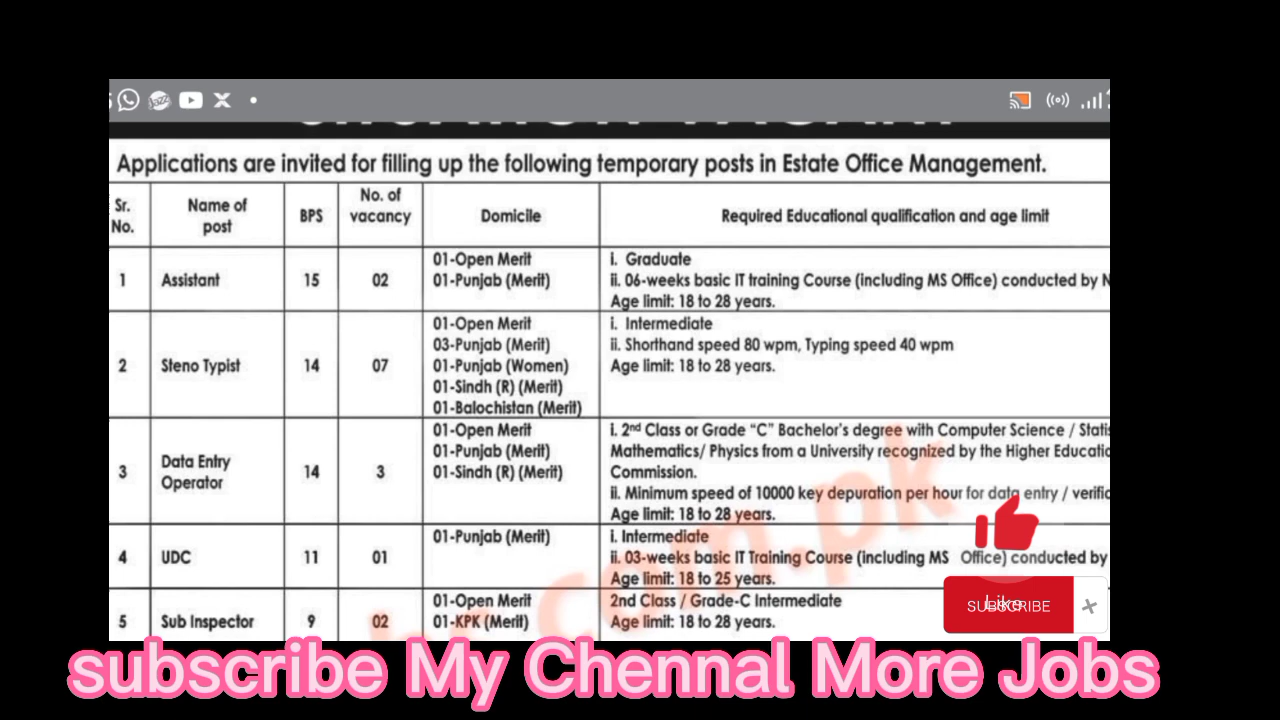 Applications are invited for filling up the following temporary posts in Estate Office Management.
Sr. No. Name of post BPS No. of vacancy Domicile Required Educational qualification and age limit
1 Assistant 15 02 01-Open Merit i. Graduate
01-Punjab (Merit) ii. 06-weeks basic IT training Course (including MS Office) conducted by N
Age limit: 18 to 28 years.
2 Steno Typist 14 07 01-Open Merit i. Intermediate
03-Punjab (Merit) ii. Shorthand speed 80 wpm, Typing speed 40 wpm
01-Punjab (Women) Age limit: 18 to 28 years.
01-Sindh (R) (Merit)
01-Balochistan (Merit)
3 Data Entry Operator 14 3 01-Open Merit i. 2nd Class or Grade “C” Bachelor's degree with Computer Science / Statis
01-Punjab (Merit) Mathematics/ Physics from a University recognized by the Higher Educatio
01-Sindh (R) (Merit) Commission.
ii. Minimum speed of 10000 key depuration per hour for data entry / verific
Age limit: 18 to 28 years.
4 UDC 11 01 01-Punjab (Merit) i. Intermediate
ii. 03-weeks basic IT Training Course (including MS Office) conducted by
Age limit: 18 to 25 years.
5 Sub Inspector 9 02 01-Open Merit 2nd Class / Grade-C Intermediate
01-KPK (Merit) Age limit: 18 to 28 years.
SUBSCRIBE
Like
.com.pk
subscribe My Chennal More Jobs